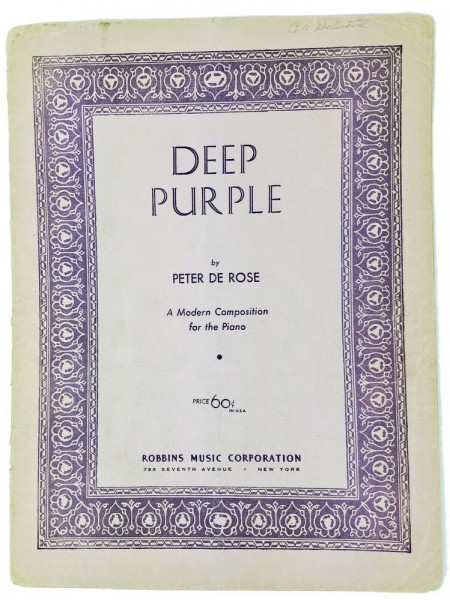 DEEP
PURPLE
by
PETER DE ROSE
A Modern Composition
for the Piano
PRICE 60¢
IN U.S.A.
ROBBINS MUSIC CORPORATION
799 SEVENTH AVENUE • NEW YORK